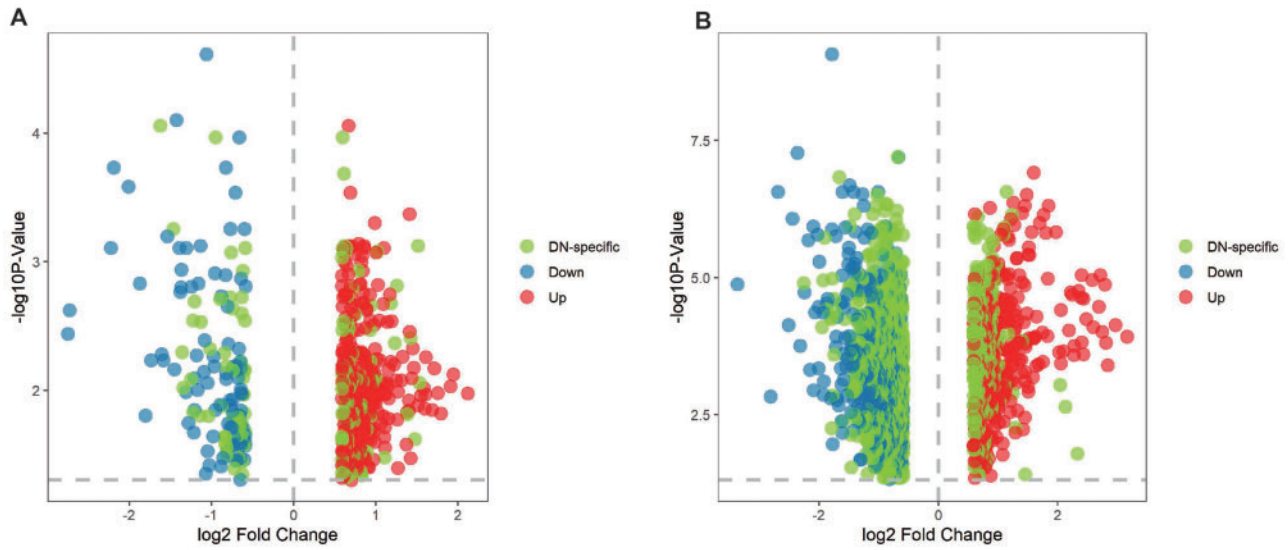 A
-log10P-Value
4
3
2
-2
-1
0
1
2
log2 Fold Change
DN-specific
Down
Up
B
-log10P-Value
7.5
5.0
2.5
-2
0
2
log2 Fold Change
DN-specific
Down
Up